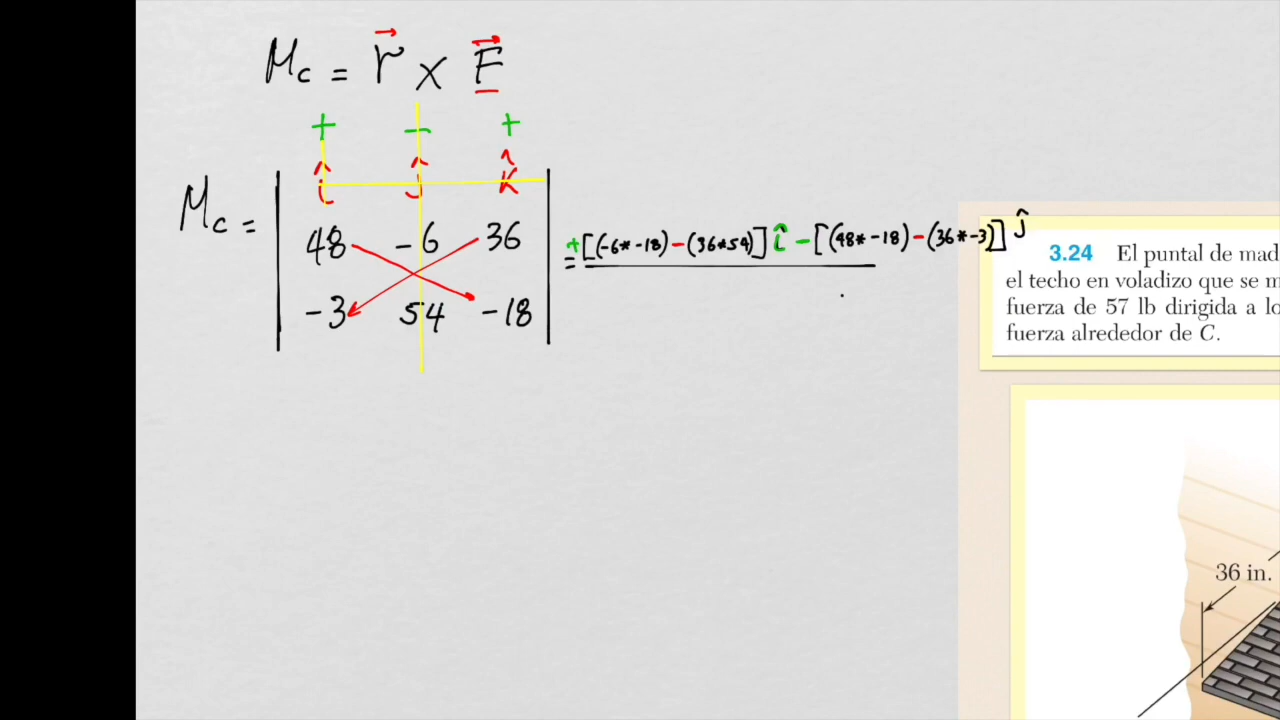 Mc = r⃗ × F⃗
+ - +
î ĵ k̂
Mc = | 48 -6 36 | = +[(-6*-18)-(36*54)] î -[(48*-18)-(36*-3)] ĵ
-3 54 -18
3.24 El puntal de mad
el techo en voladizo que se m
fuerza de 57 lb dirigida a lo
fuerza alrededor de C.
36 in.